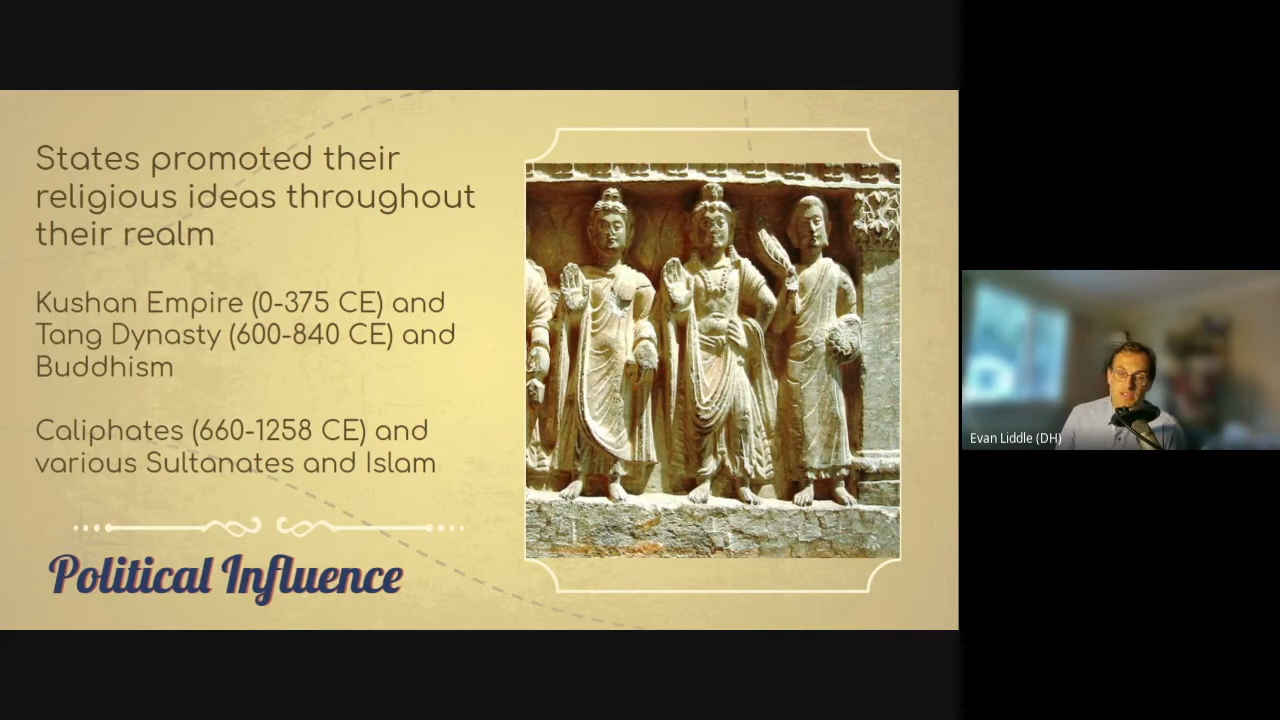 States promoted their
religious ideas throughout
their realm
Kushan Empire (0-375 CE) and
Tang Dynasty (600-840 CE) and
Buddhism
Caliphates (660-1258 CE) and
various Sultanates and Islam
Political Influence
Evan Liddle (DH)